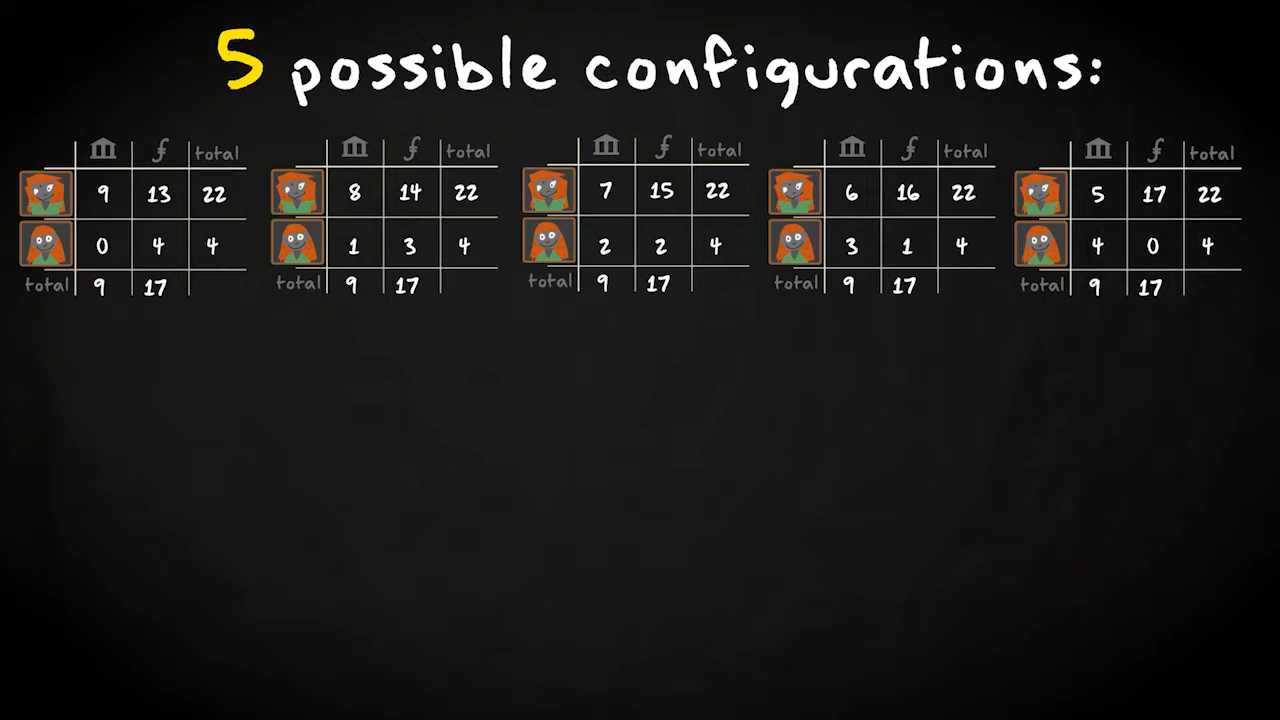 5 possible configurations:
ƒ total
9 13 22
0 4 4
total 9 17
ƒ total
8 14 22
1 3 4
total 9 17
ƒ total
7 15 22
2 2 4
total 9 17
ƒ total
6 16 22
3 1 4
total 9 17
ƒ total
5 17 22
4 0 4
total 9 17